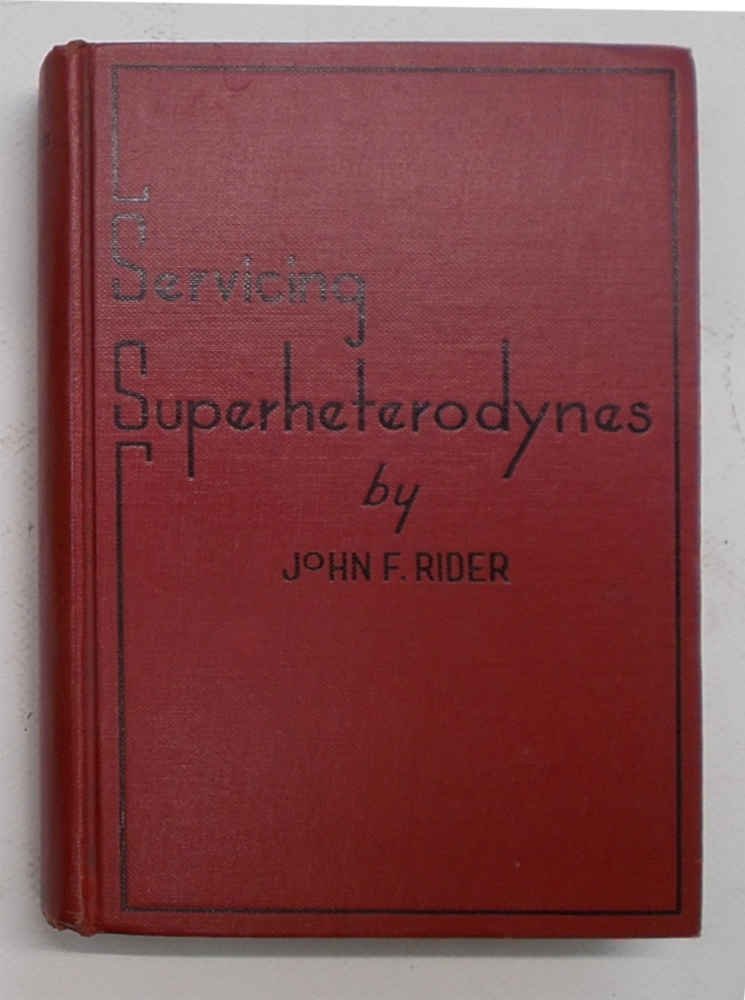 Servicing
Superheterodynes
by
JOHN F. RIDER